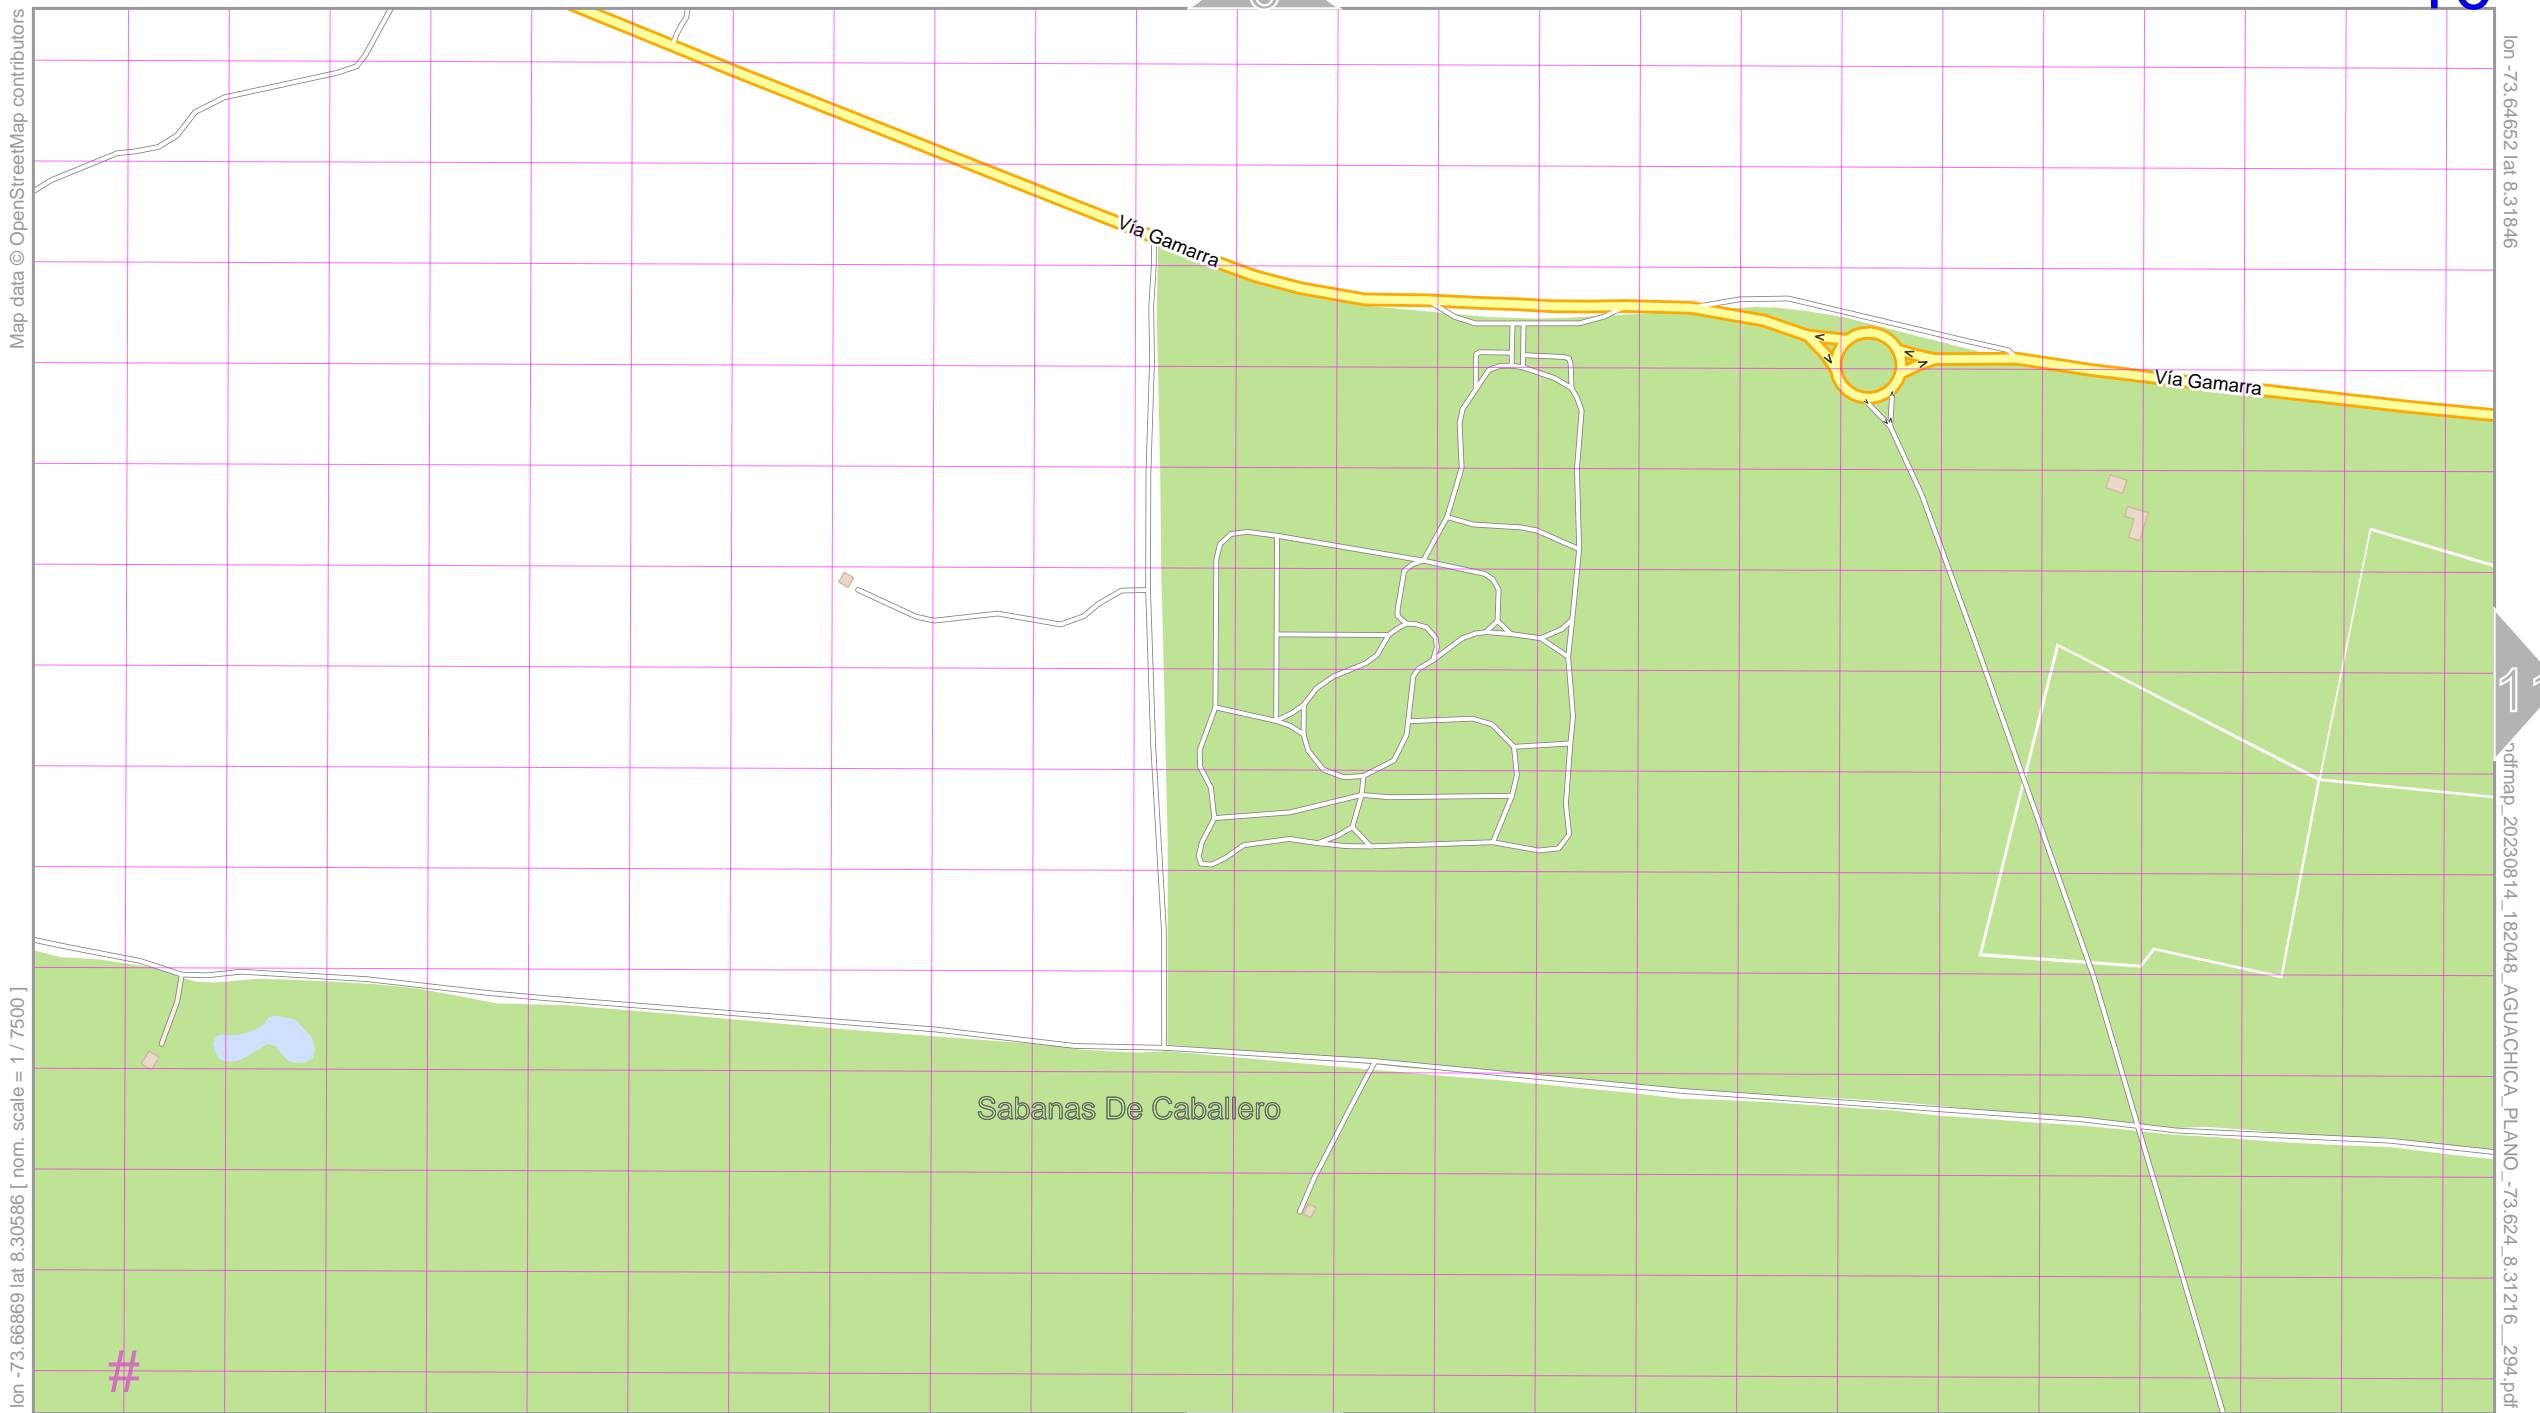 Map data © OpenStreetMap contributors
lon -73.66869 lat 8.30586 [ nom. scale = 1 / 7500 ]
Vía Gamarra
Vía Gamarra
Sabanas De Caballero
#
lon -73.64652 lat 8.31846
pdfmap_20230814_182048_AGUACHICA_PLANO_-73.624_8.31216__294.pdf